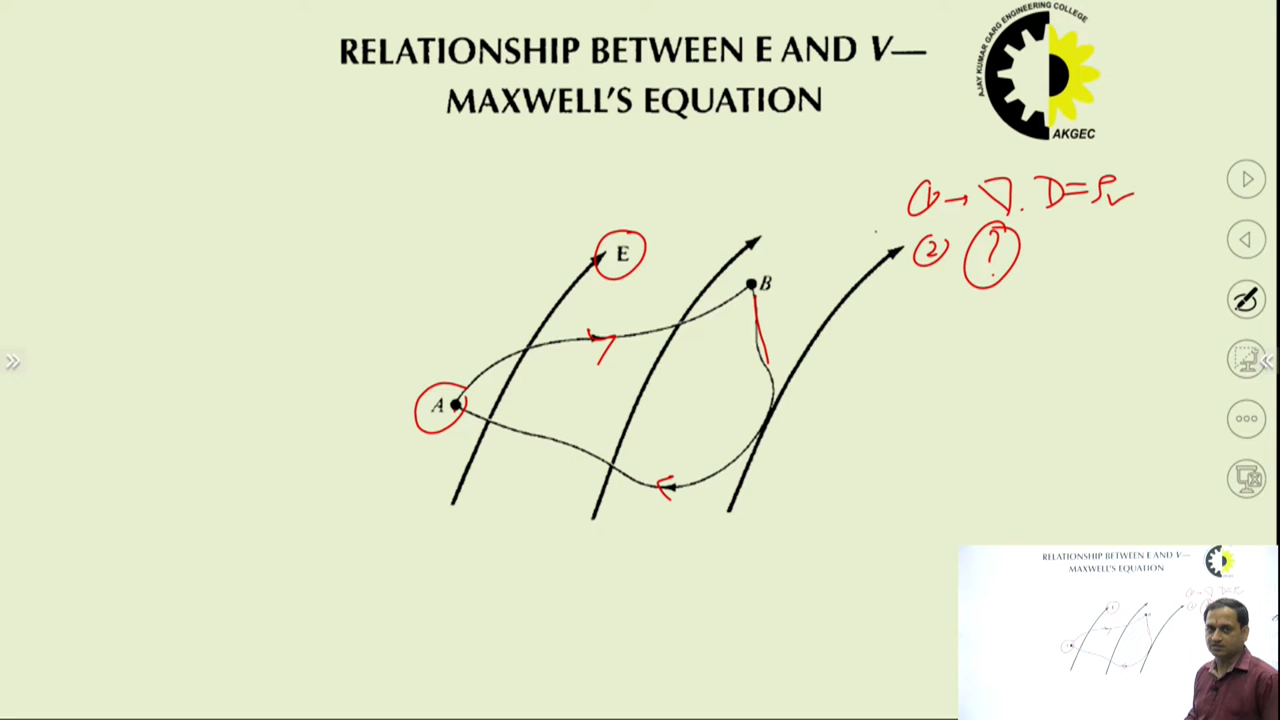 RELATIONSHIP BETWEEN E AND V—
MAXWELL'S EQUATION
AJAY KUMAR GARG ENGINEERING COLLEGE
AKGEC
① → ∇. D = ρv
② ?
E
B
A
RELATIONSHIP BETWEEN E AND V—
MAXWELL'S EQUATION